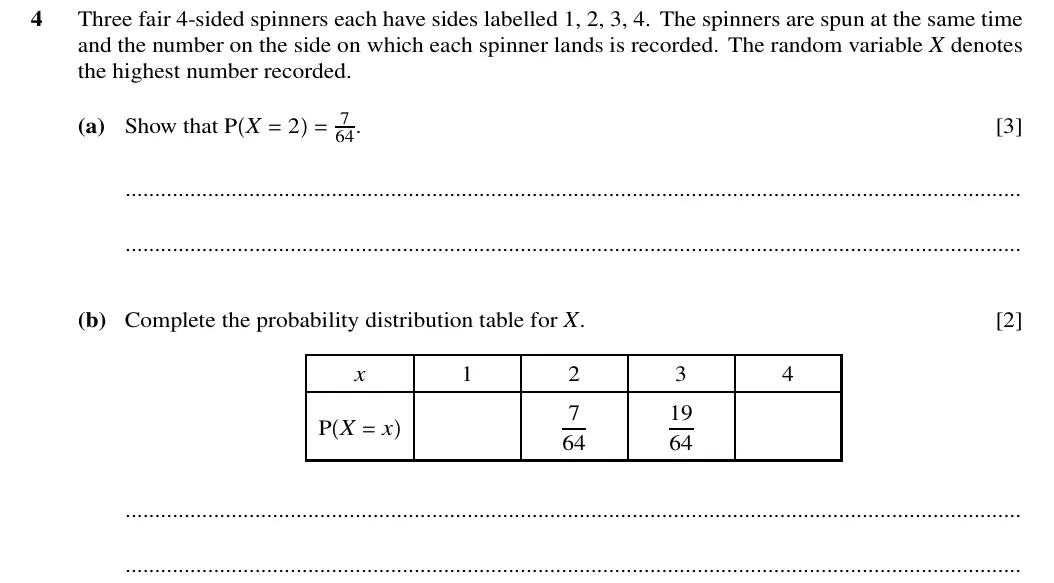 4 Three fair 4-sided spinners each have sides labelled 1, 2, 3, 4. The spinners are spun at the same time
and the number on the side on which each spinner lands is recorded. The random variable X denotes
the highest number recorded.
(a) Show that P(X = 2) = 7/64. [3]
................................................................................
................................................................................
(b) Complete the probability distribution table for X. [2]
x 1 2 3 4
P(X = x) 7/64 19/64
................................................................................
................................................................................